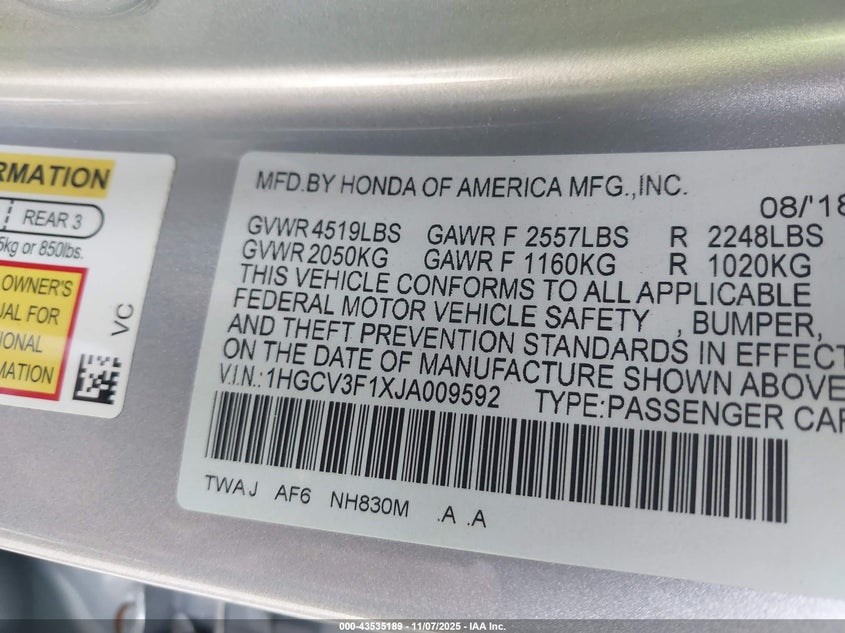 RMATION
REAR 3
5kg or 850lbs.
OWNER'S
UAL FOR
IONAL
MATION
VC
MFD.BY HONDA OF AMERICA MFG.,INC.
08/'18
GVWR 4519LBS GAWR F 2557LBS R 2248LBS
GVWR 2050KG GAWR F 1160KG R 1020KG
THIS VEHICLE CONFORMS TO ALL APPLICABLE
FEDERAL MOTOR VEHICLE SAFETY , BUMPER,
AND THEFT PREVENTION STANDARDS IN EFFECT
ON THE DATE OF MANUFACTURE SHOWN ABOVE.
V.I.N.:1HGCV3F1XJA009592 TYPE:PASSENGER CAR
TWAJ AF6 NH830M .A .A
000-43535189 - 11/07/2025 - IAA Inc.